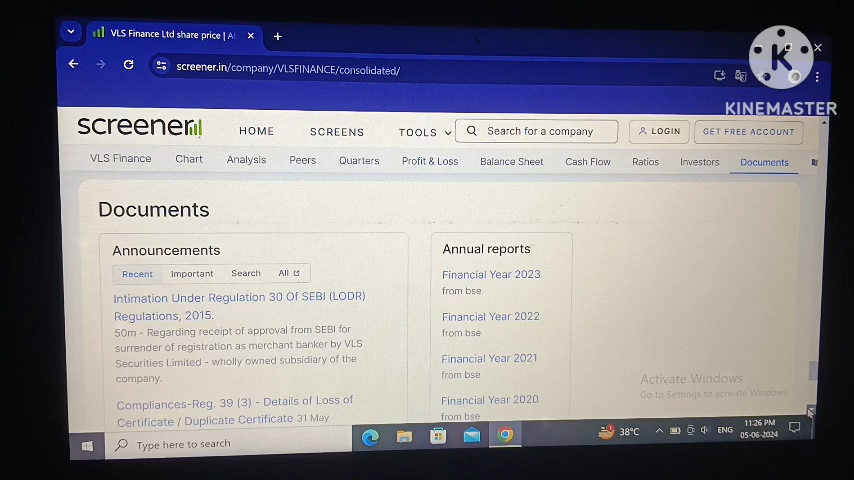 VLS Finance Ltd share price | Ab
KINEMASTER
screener.in/company/VLSFINANCE/consolidated/
screener
HOME
SCREENS
TOOLS
Search for a company
LOGIN
GET FREE ACCOUNT
VLS Finance
Chart
Analysis
Peers
Quarters
Profit & Loss
Balance Sheet
Cash Flow
Ratios
Investors
Documents
Documents
Announcements
Recent
Important
Search
All
Intimation Under Regulation 30 Of SEBI (LODR)
Regulations, 2015.
50m - Regarding receipt of approval from SEBI for
surrender of registration as merchant banker by VLS
Securities Limited - wholly owned subsidiary of the
company.
Compliances-Reg. 39 (3) - Details of Loss of
Certificate / Duplicate Certificate 31 May
Annual reports
Financial Year 2023
from bse
Financial Year 2022
from bse
Financial Year 2021
from bse
Financial Year 2020
from bse
Activate Windows
Go to Settings to activate Windows.
Type here to search
38°C
ENG
11:26 PM
05-06-2024